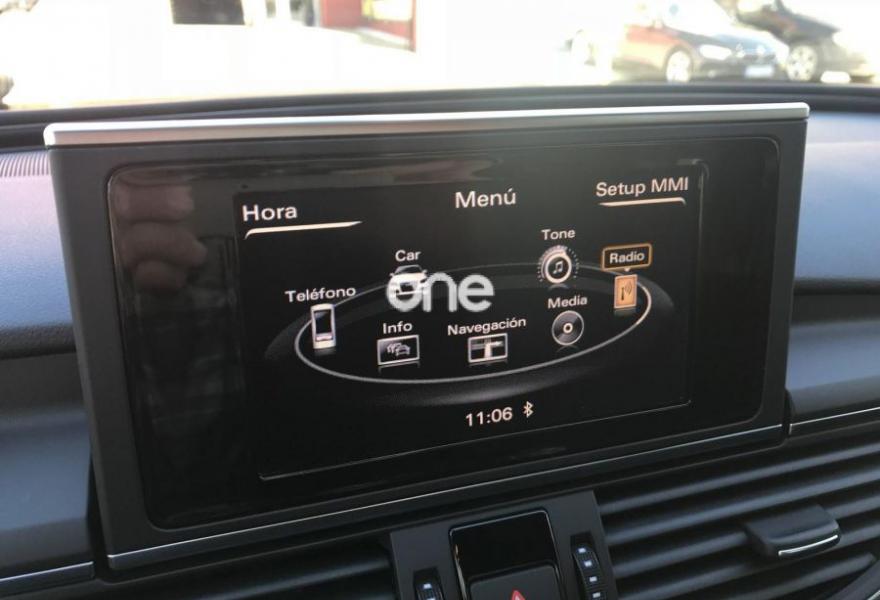 Hora
Menú
Setup MMI
Car
Tone
Radio
Teléfono
one
Info
Navegación
Media
11:06